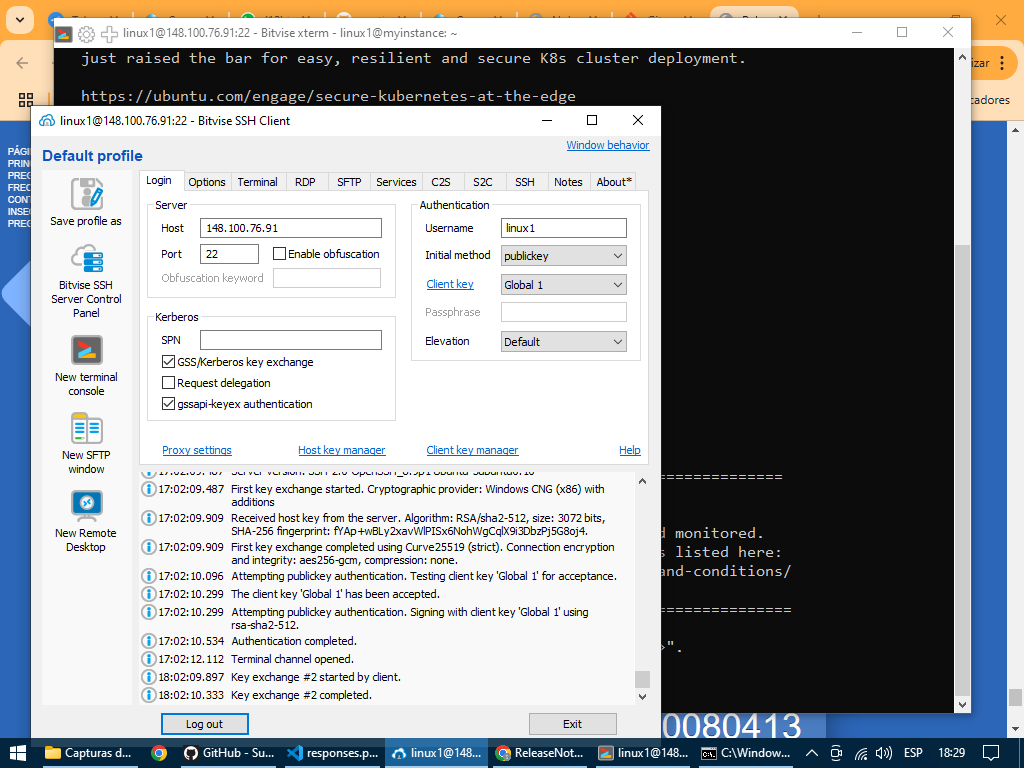 linux1@148.100.76.91:22 - Bitvise xterm - linux1@myinstance: ~
just raised the bar for easy, resilient and secure K8s cluster deployment.
https://ubuntu.com/engage/secure-kubernetes-at-the-edge
izar
cadores
PÁGI
PRIN
PREG
FREC
CONT
INSE
PREG
linux1@148.100.76.91:22 - Bitvise SSH Client
Default profile
Window behavior
Save profile as
Bitvise SSH
Server Control
Panel
New terminal
console
New SFTP
window
New Remote
Desktop
Login Options Terminal RDP SFTP Services C2S S2C SSH Notes About*
Server
Host 148.100.76.91
Port 22 Enable obfuscation
Obfuscation keyword
Kerberos
SPN
GSS/Kerberos key exchange
Request delegation
gssapi-keyex authentication
Authentication
Username linux1
Initial method publickey
Client key Global 1
Passphrase
Elevation Default
Proxy settings Host key manager Client key manager Help
17:02:09.487 First key exchange started. Cryptographic provider: Windows CNG (x86) with
additions
17:02:09.909 Received host key from the server. Algorithm: RSA/sha2-512, size: 3072 bits,
SHA-256 fingerprint: fYAp+wBLy2xavWlPISx6NohWgCqlX9i3DbzPj5G8oj4.
17:02:09.909 First key exchange completed using Curve25519 (strict). Connection encryption
and integrity: aes256-gcm, compression: none.
17:02:10.096 Attempting publickey authentication. Testing client key 'Global 1' for acceptance.
17:02:10.299 The client key 'Global 1' has been accepted.
17:02:10.299 Attempting publickey authentication. Signing with client key 'Global 1' using
rsa-sha2-512.
17:02:10.534 Authentication completed.
17:02:12.112 Terminal channel opened.
18:02:09.897 Key exchange #2 started by client.
18:02:10.333 Key exchange #2 completed.
Log out Exit
==============
d monitored.
s listed here:
and-conditions/
===============
>".
0080413
Capturas d... GitHub - Su... responses.p... linux1@148... ReleaseNot... linux1@148... C:\Window... ESP 18:29